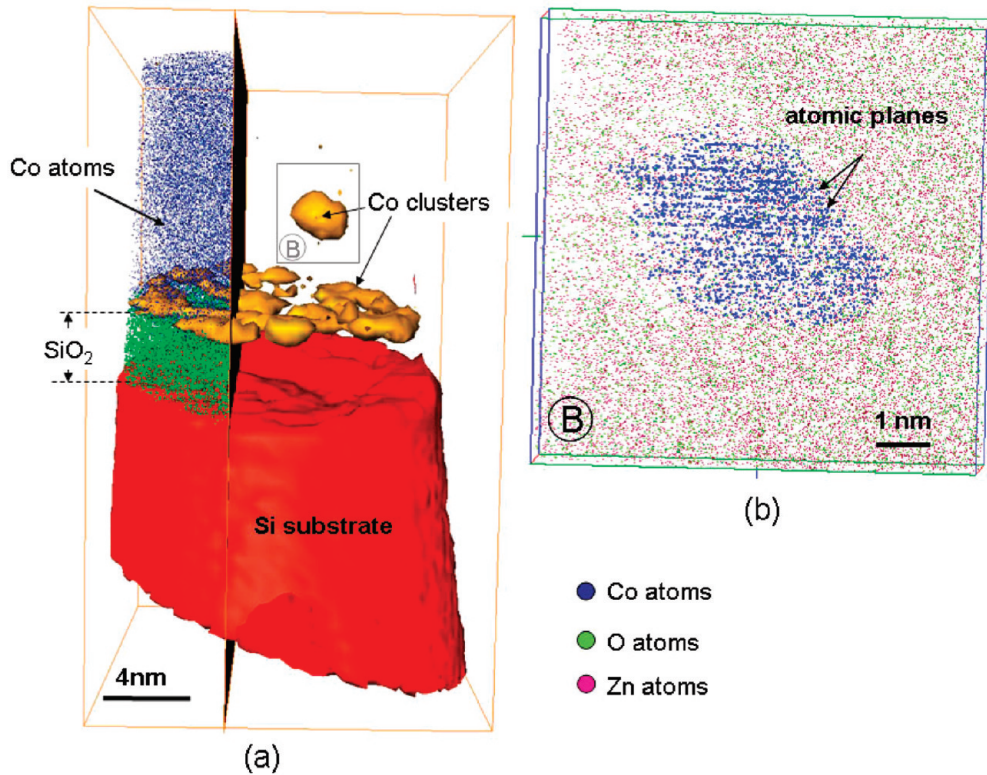 Co atoms
Co clusters
B
SiO₂
Si substrate
4nm
(a)
atomic planes
B
1 nm
(b)
Co atoms
O atoms
Zn atoms